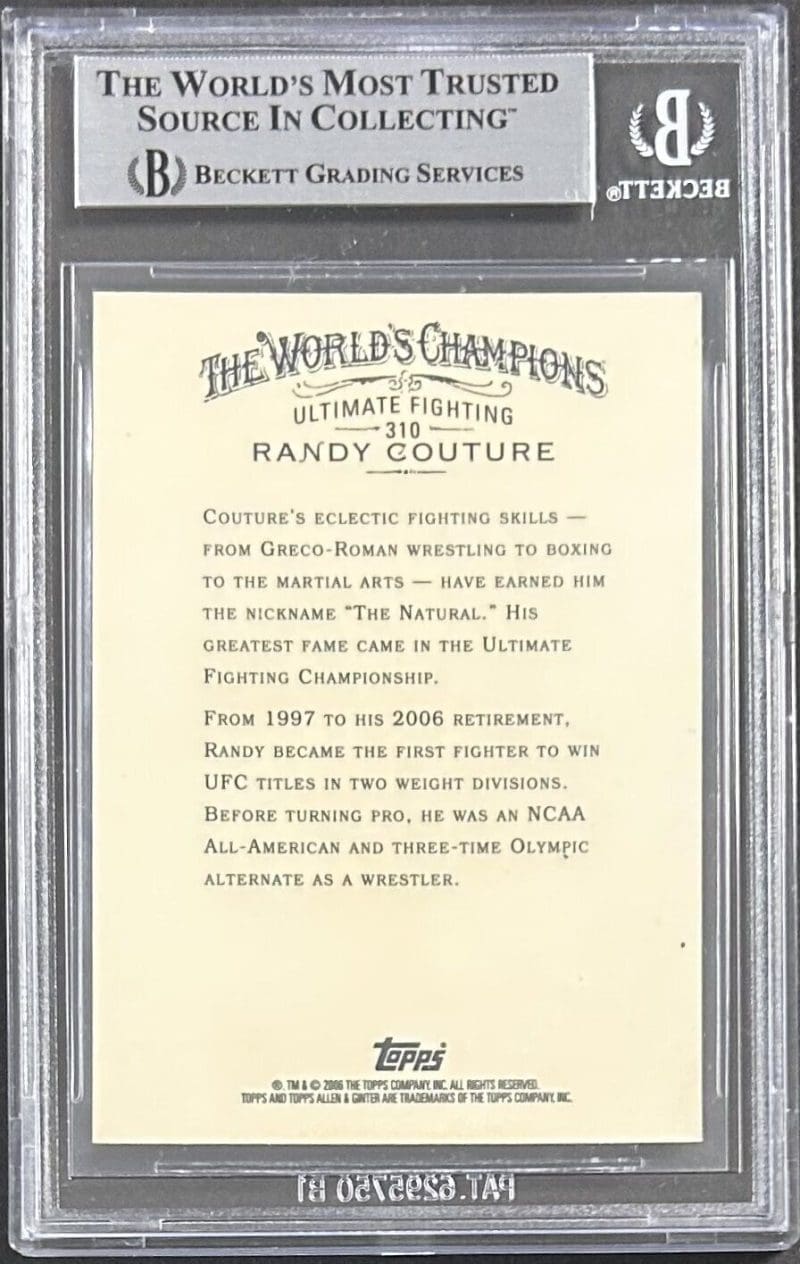 THE WORLD'S MOST TRUSTED
SOURCE IN COLLECTING™
B BECKETT GRADING SERVICES
B
BECKETT®
THE WORLD'S CHAMPIONS
ULTIMATE FIGHTING
310
RANDY COUTURE
COUTURE'S ECLECTIC FIGHTING SKILLS —
FROM GRECO-ROMAN WRESTLING TO BOXING
TO THE MARTIAL ARTS — HAVE EARNED HIM
THE NICKNAME "THE NATURAL." HIS
GREATEST FAME CAME IN THE ULTIMATE
FIGHTING CHAMPIONSHIP.
FROM 1997 TO HIS 2006 RETIREMENT,
RANDY BECAME THE FIRST FIGHTER TO WIN
UFC TITLES IN TWO WEIGHT DIVISIONS.
BEFORE TURNING PRO, HE WAS AN NCAA
ALL-AMERICAN AND THREE-TIME OLYMPIC
ALTERNATE AS A WRESTLER.
Topps
®, TM & © 2006 THE TOPPS COMPANY, INC. ALL RIGHTS RESERVED.
TOPPS AND TOPPS ALLEN & GINTER ARE TRADEMARKS OF THE TOPPS COMPANY, INC.
PAT.6295750 B1